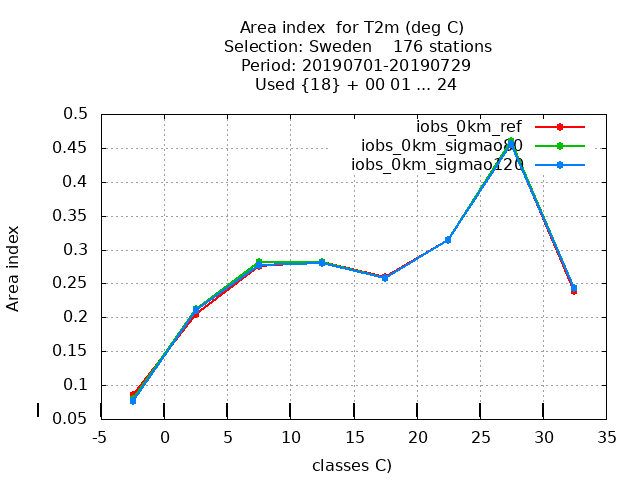 Area index  for T2m (deg C)
Selection: Sweden    176 stations
Period: 20190701-20190729
Used {18} + 00 01 ... 24
0.5
0.45
0.4
0.35
0.3
0.25
0.2
0.15
0.1
0.05
Area index
iobs_0km_ref
iobs_0km_sigmao80
iobs_0km_sigmao120
-5 0 5 10 15 20 25 30 35
classes C)